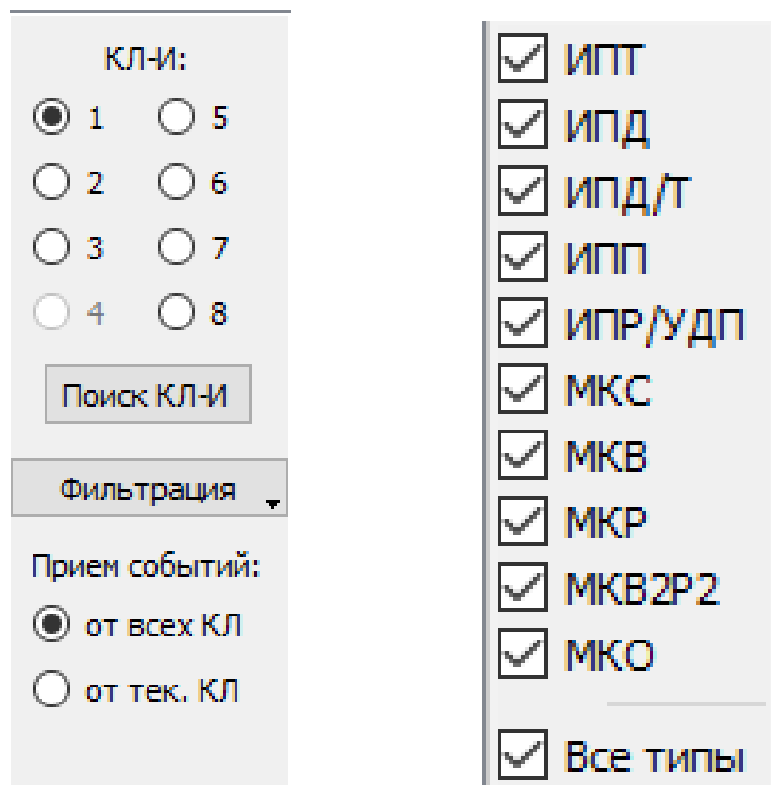 КЛ-И:
1 5
2 6
3 7
4 8
Поиск КЛ-И
Фильтрация
Прием событий:
от всех КЛ
от тек. КЛ
ИПТ
ИПД
ИПД/Т
ИПП
ИПР/УДП
МКС
МКВ
МКР
МКВ2Р2
МКО
Все типы